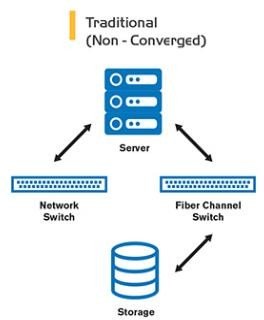 Traditional
(Non - Converged)
Server
Network
Switch
Fiber Channel
Switch
Storage